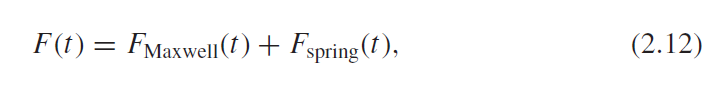 F(t) = F_Maxwell(t) + F_spring(t), (2.12)